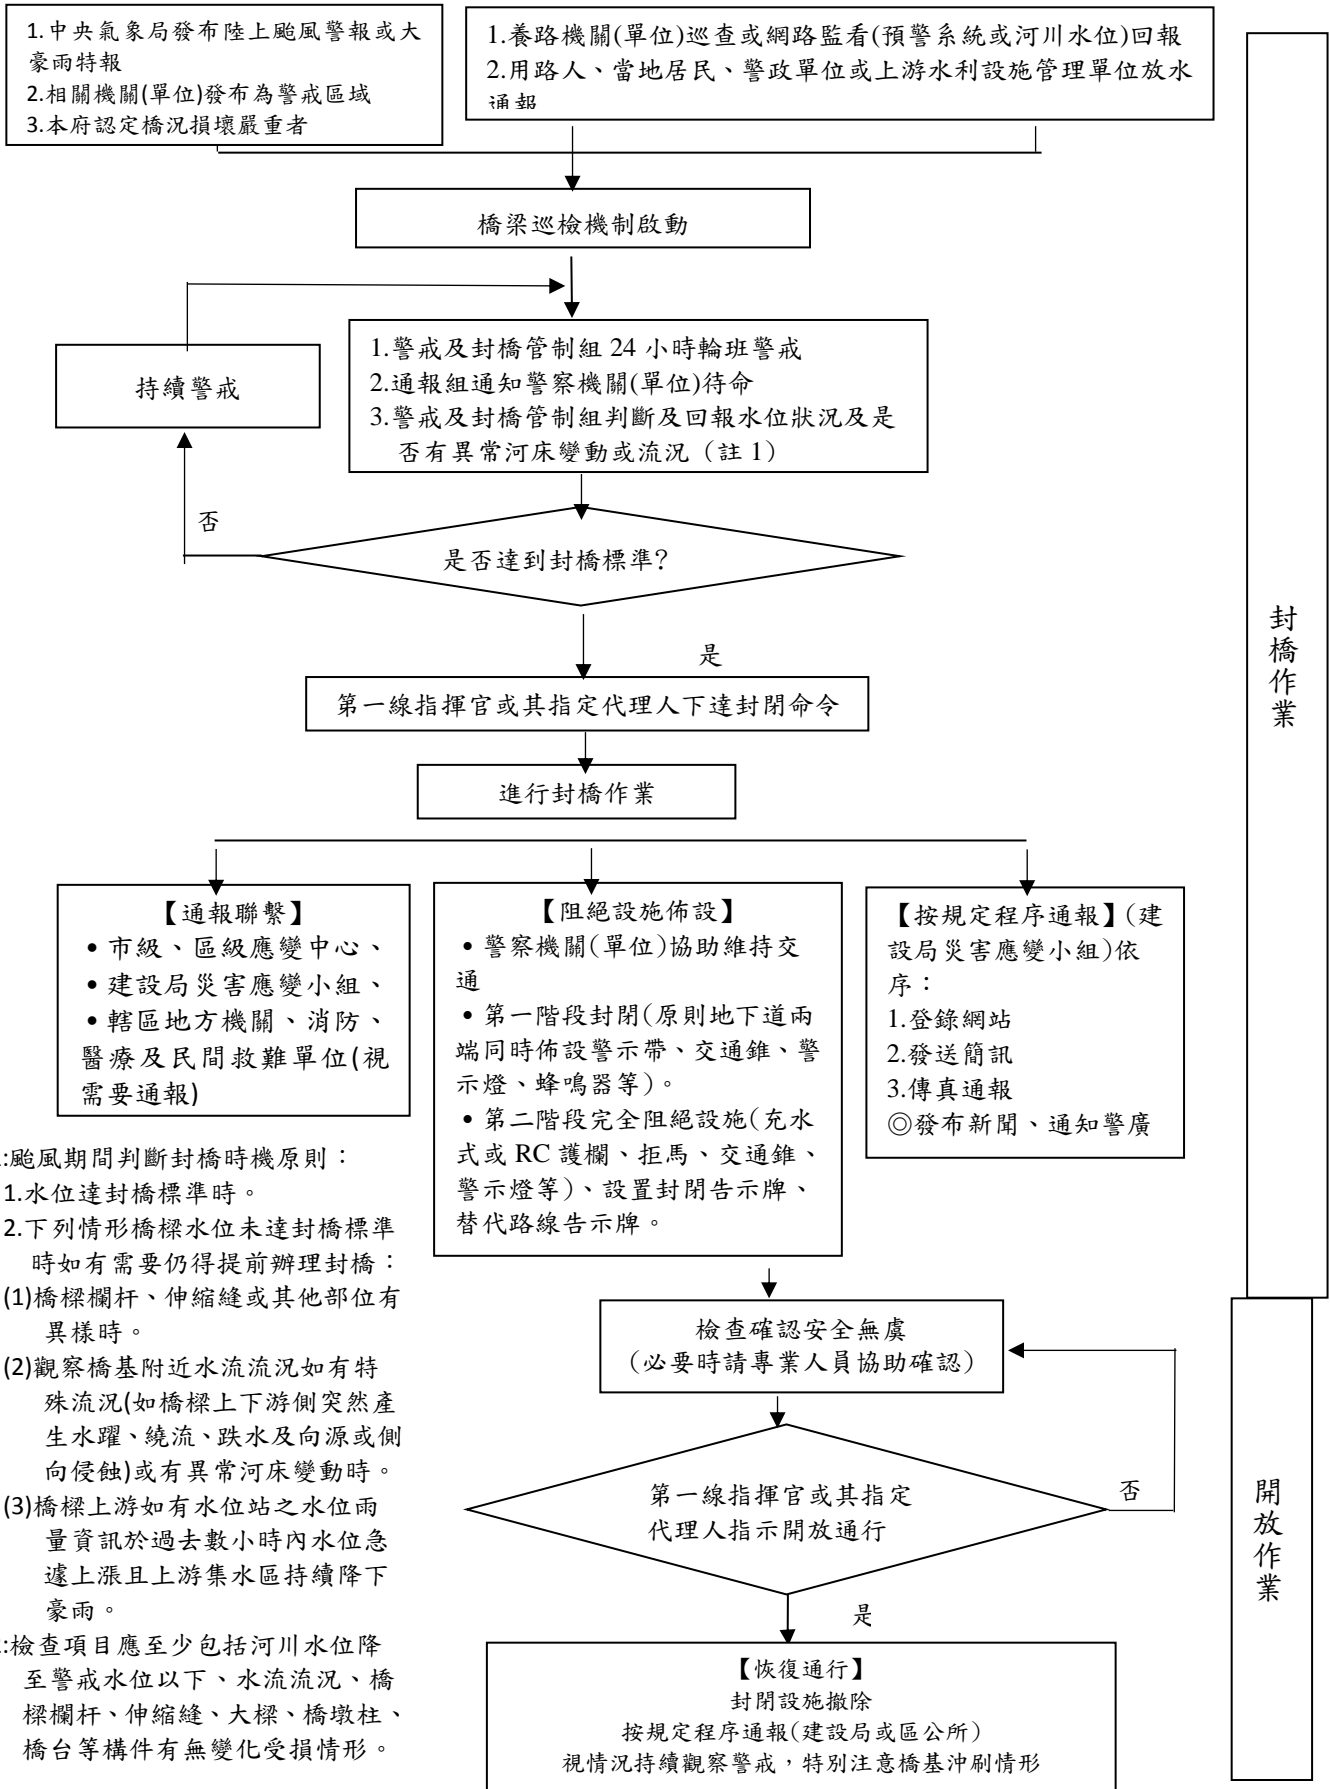 1.中央氣象局發布陸上颱風警報或大
豪雨特報
2.相關機關(單位)發布為警戒區域
3.本府認定橋況損壞嚴重者
1.養路機關(單位)巡查或網路監看(預警系統或河川水位)回報
2.用路人、當地居民、警政單位或上游水利設施管理單位放水
通報
橋梁巡檢機制啟動
持續警戒
1.警戒及封橋管制組 24 小時輪班警戒
2.通報組通知警察機關(單位)待命
3.警戒及封橋管制組判斷及回報水位狀況及是
否有異常河床變動或流況（註 1）
否
是否達到封橋標準?
是
第一線指揮官或其指定代理人下達封閉命令
進行封橋作業
封橋作業
【通報聯繫】
• 市級、區級應變中心、
• 建設局災害應變小組、
• 轄區地方機關、消防、
醫療及民間救難單位(視
需要通報)
【阻絕設施佈設】
• 警察機關(單位)協助維持交
通
• 第一階段封閉(原則地下道兩
端同時佈設警示帶、交通錐、警
示燈、蜂鳴器等)。
• 第二階段完全阻絕設施(充水
式或 RC 護欄、拒馬、交通錐、
警示燈等)、設置封閉告示牌、
替代路線告示牌。
【按規定程序通報】(建
設局災害應變小組)依
序：
1.登錄網站
2.發送簡訊
3.傳真通報
◎發布新聞、通知警廣
:颱風期間判斷封橋時機原則：
1.水位達封橋標準時。
2.下列情形橋樑水位未達封橋標準
時如有需要仍得提前辦理封橋：
(1)橋樑欄杆、伸縮縫或其他部位有
異樣時。
(2)觀察橋基附近水流流況如有特
殊流況(如橋樑上下游側突然產
生水躍、繞流、跌水及向源或側
向侵蝕)或有異常河床變動時。
(3)橋樑上游如有水位站之水位雨
量資訊於過去數小時內水位急
遽上漲且上游集水區持續降下
豪雨。
:檢查項目應至少包括河川水位降
至警戒水位以下、水流流況、橋
樑欄杆、伸縮縫、大樑、橋墩柱、
橋台等構件有無變化受損情形。
檢查確認安全無虞
(必要時請專業人員協助確認)
第一線指揮官或其指定
代理人指示開放通行
否
是
【恢復通行】
封閉設施撤除
按規定程序通報(建設局或區公所)
視情況持續觀察警戒，特別注意橋基沖刷情形
開放作業